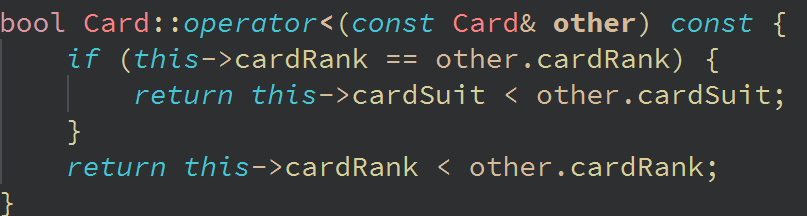 bool Card::operator<(const Card& other) const {
    if (this->cardRank == other.cardRank) {
        return this->cardSuit < other.cardSuit;
    }
    return this->cardRank < other.cardRank;
}